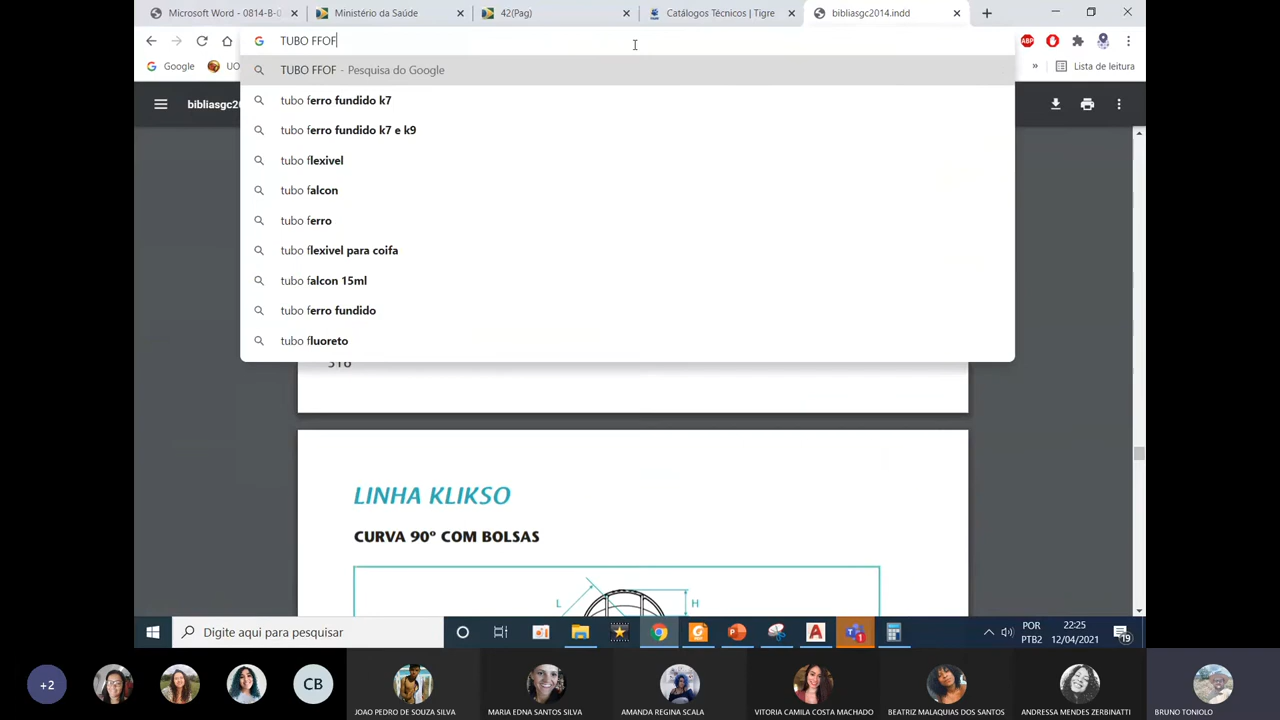 Microsoft Word - 0814-B-0
Ministério da Saúde
42(Pag)
Catálogos Técnicos | Tigre
bibliasgc2014.indd
TUBO FFOF
Google
UO
» Lista de leitura
bibliasgc20
TUBO FFOF - Pesquisa do Google
tubo ferro fundido k7
tubo ferro fundido k7 e k9
tubo flexivel
tubo falcon
tubo ferro
tubo flexivel para coifa
tubo falcon 15ml
tubo ferro fundido
tubo fluoreto
316
LINHA KLIKSO
CURVA 90º COM BOLSAS
L
H
Digite aqui para pesquisar
POR
PTB2
22:25
12/04/2021
19
+2
CB
JOAO PEDRO DE SOUZA SILVA
MARIA EDNA SANTOS SILVA
AMANDA REGINA SCALA
VITORIA CAMILA COSTA MACHADO
BEATRIZ MALAQUIAS DOS SANTOS
ANDRESSA MENDES ZERBINATTI
BRUNO TONIOLO